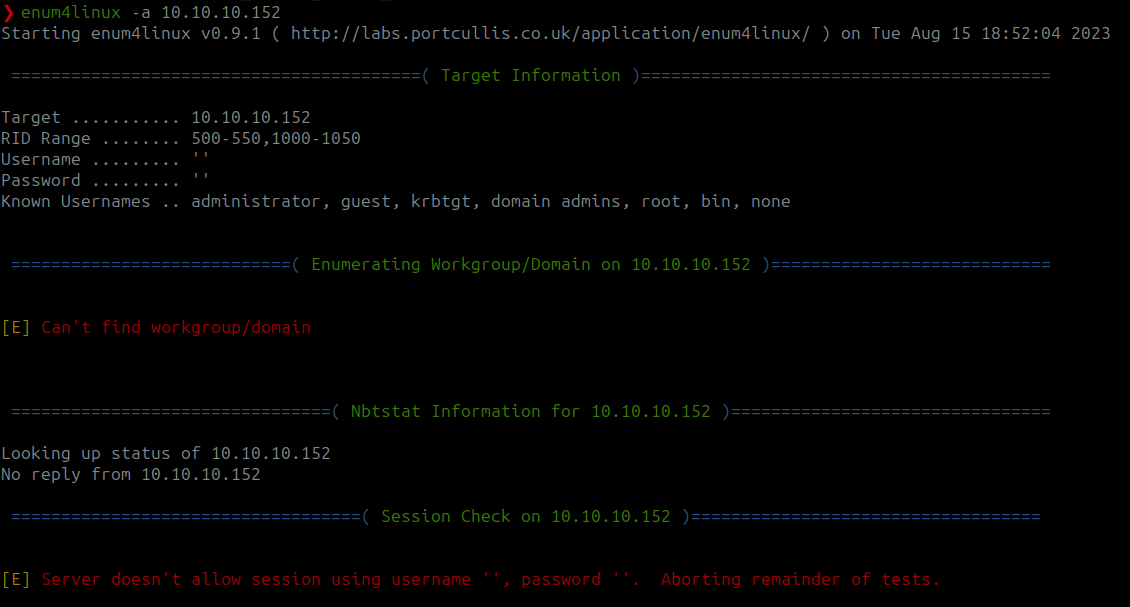 ❯ enum4linux -a 10.10.10.152
Starting enum4linux v0.9.1 ( http://labs.portcullis.co.uk/application/enum4linux/ ) on Tue Aug 15 18:52:04 2023
=========================================( Target Information )=========================================
Target ........... 10.10.10.152
RID Range ........ 500-550,1000-1050
Username ......... ''
Password ......... ''
Known Usernames .. administrator, guest, krbtgt, domain admins, root, bin, none
============================( Enumerating Workgroup/Domain on 10.10.10.152 )============================
[E] Can't find workgroup/domain
================================( Nbtstat Information for 10.10.10.152 )================================
Looking up status of 10.10.10.152
No reply from 10.10.10.152
===================================( Session Check on 10.10.10.152 )===================================
[E] Server doesn't allow session using username '', password ''.  Aborting remainder of tests.